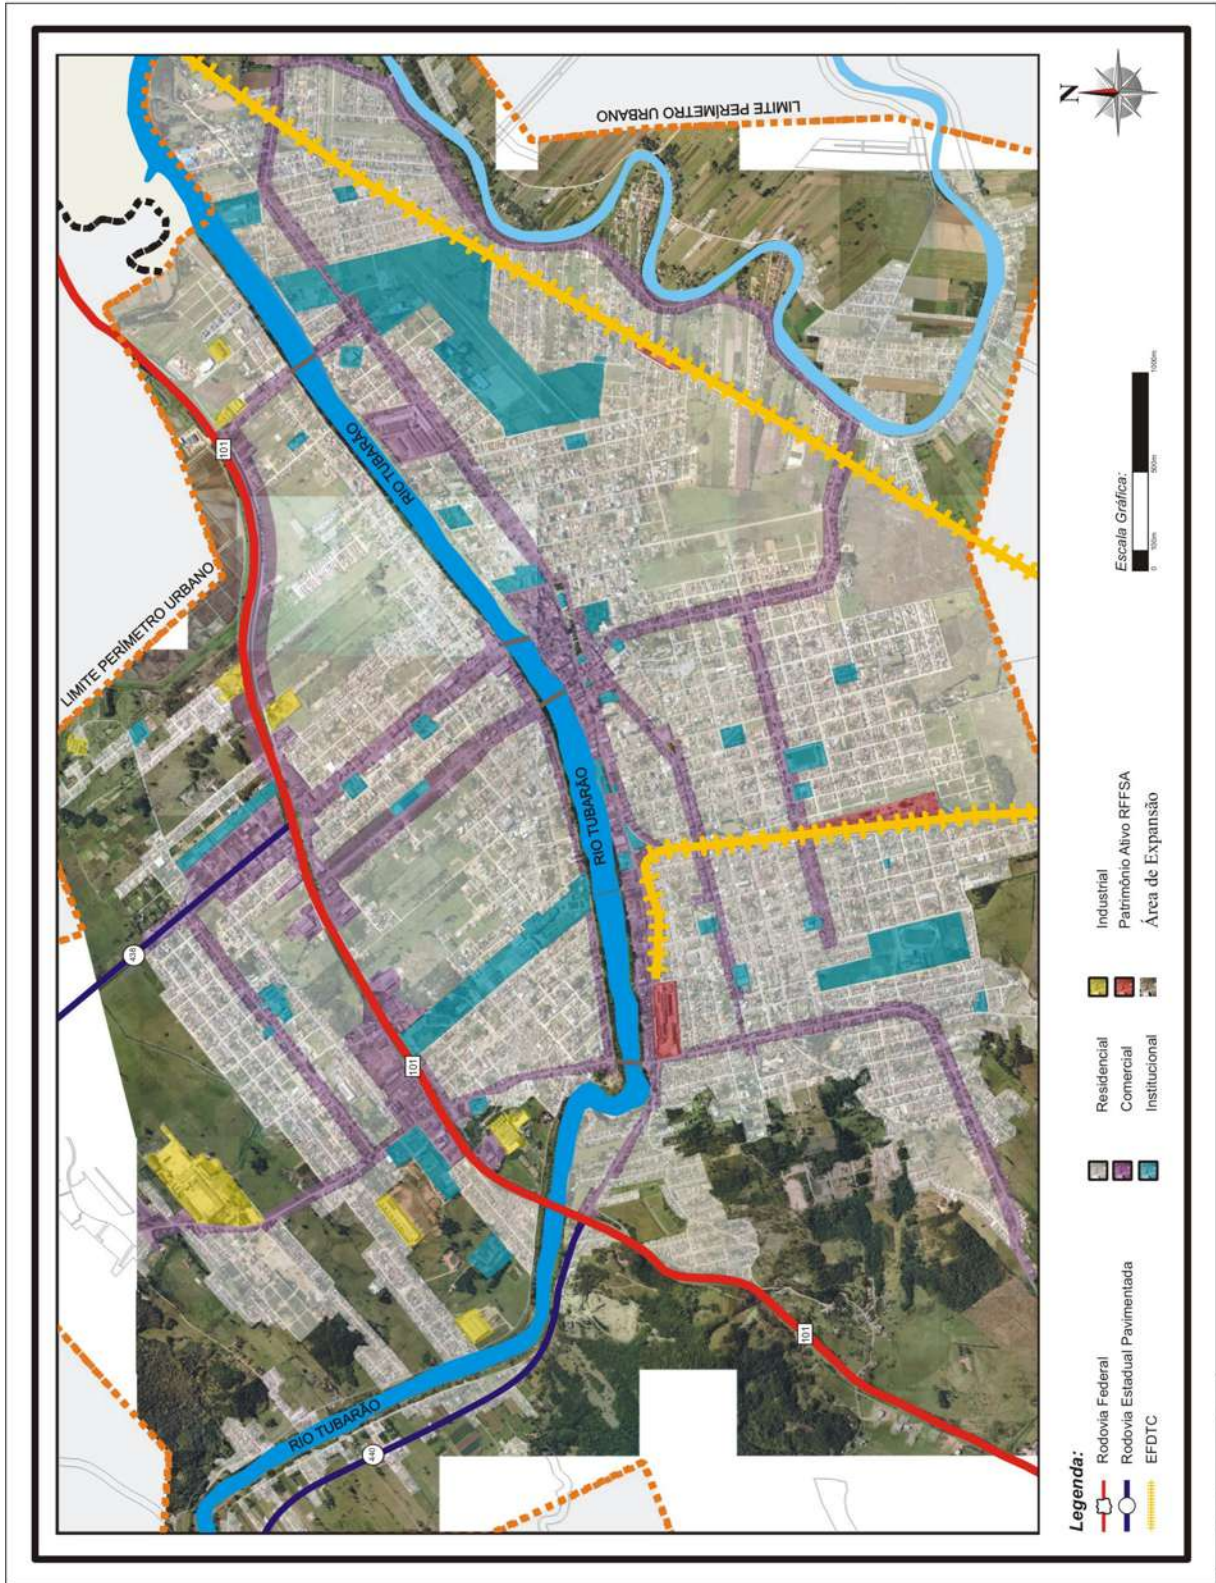 N
LIMITE PERÍMETRO URBANO
LIMITE PERÍMETRO URBANO
RIO TUBARÃO
RIO TUBARÃO
RIO TUBARÃO
101
101
101
438
440
Legenda:
Rodovia Federal
Rodovia Estadual Pavimentada
EFDTC
Residencial
Comercial
Institucional
Industrial
Patrimônio Ativo RFFSA
Área de Expansão
Escala Gráfica:
0 100m 500m 1000m